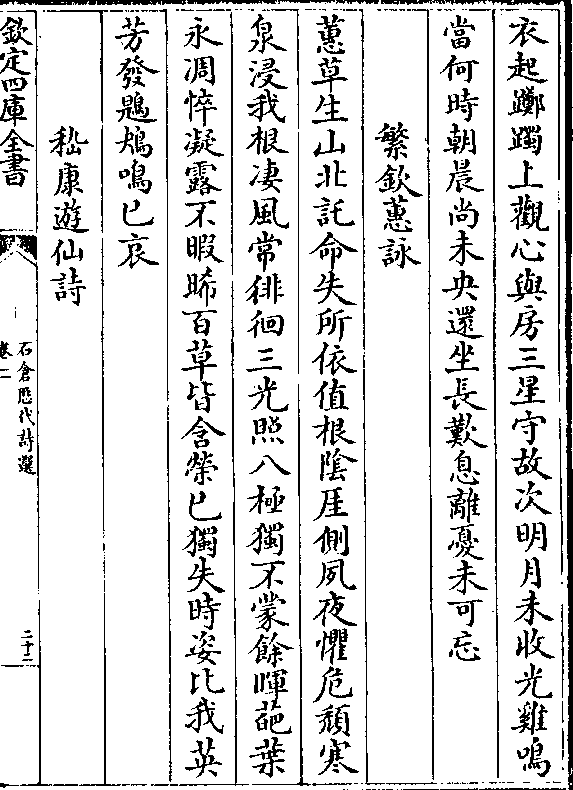 衣起躑躅上觀心與房三星守故次明月未收光雞鳴
當何時朝晨尚未央還坐長歎息離憂未可忘
繁欽蕙詠
蕙草生山北託命失所依值根陰厓側夙夜懼危頹寒
泉浸我根凄風常徘徊三光照八極獨不蒙餘暉葩葉
永凋悴凝露不暇晞百草皆含榮已獨失時姿比我英
芳發鶗鴂鳴已哀
嵇康遊仙詩
欽定四庫全書
石倉歷代詩選
卷二
二十二